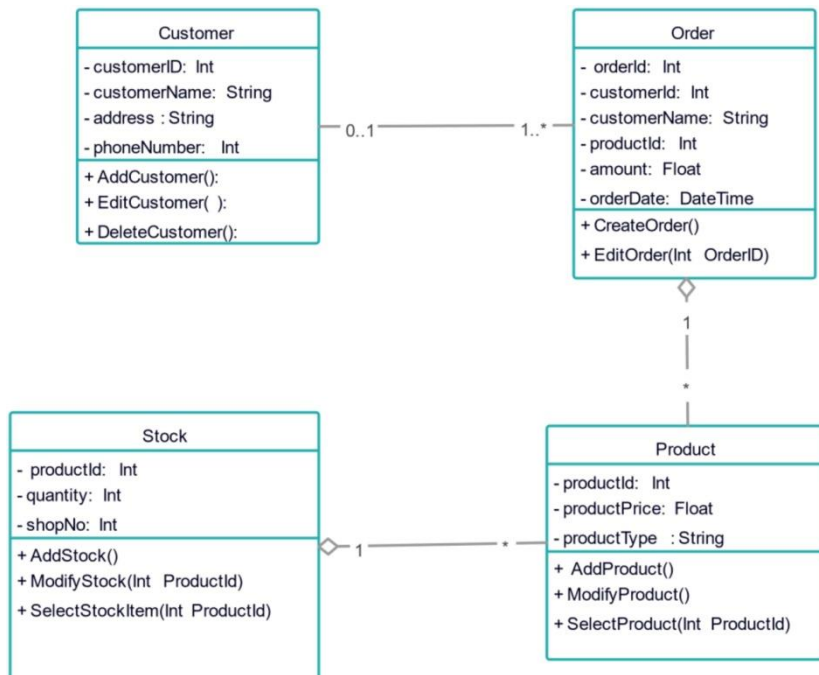 Customer
- customerID: Int
- customerName: String
- address : String
- phoneNumber: Int
+ AddCustomer():
+ EditCustomer( ):
+ DeleteCustomer():
0..1
1..*
Order
- orderId: Int
- customerId: Int
- customerName: String
- productId: Int
- amount: Float
- orderDate: DateTime
+ CreateOrder()
+ EditOrder(Int OrderID)
1
*
Stock
- productId: Int
- quantity: Int
- shopNo: Int
+ AddStock()
+ ModifyStock(Int ProductId)
+ SelectStockItem(Int ProductId)
1
*
Product
- productId: Int
- productPrice: Float
- productType : String
+ AddProduct()
+ ModifyProduct()
+ SelectProduct(Int ProductId)